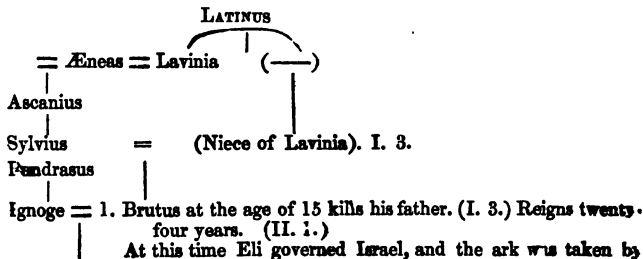 LATINUS
= Æneas = Lavinia (——)
Ascanius
Sylvius = (Niece of Lavinia). I. 3.
Pandrasus
Ignoge = 1. Brutus at the age of 15 kills his father. (I. 3.) Reigns twenty-
four years. (II. 1.)
At this time Eli governed Israel, and the ark was taken by